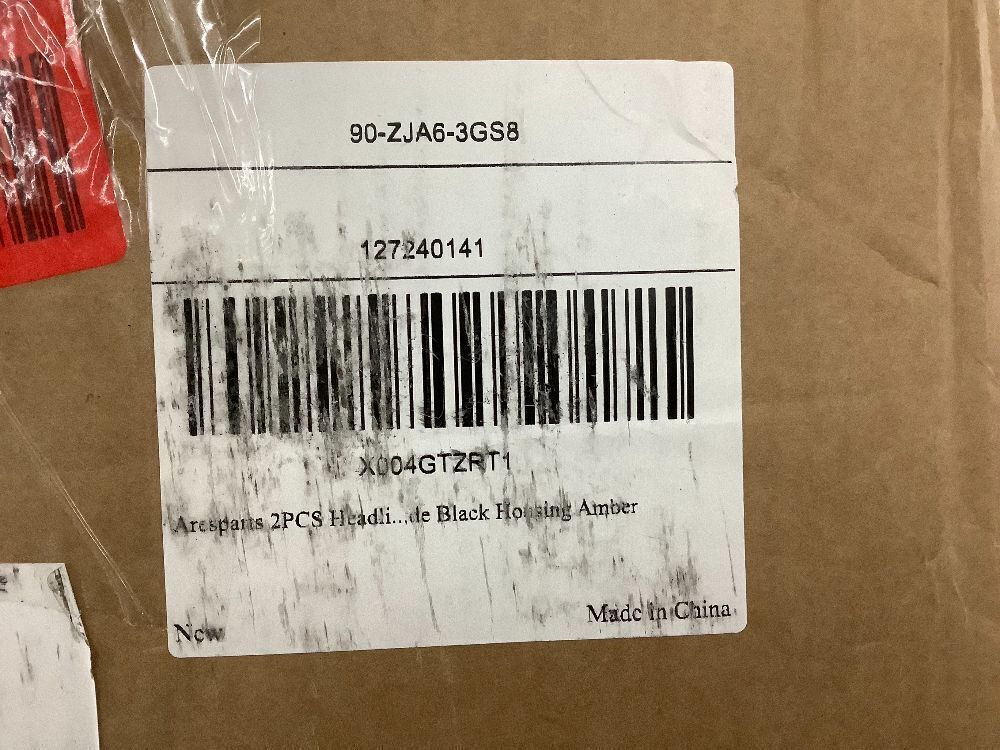 90-ZJA6-3GS8
127240141
X004GTZRT1
Aresparts 2PCS Headli...de Black Housing Amber
New
Made in China